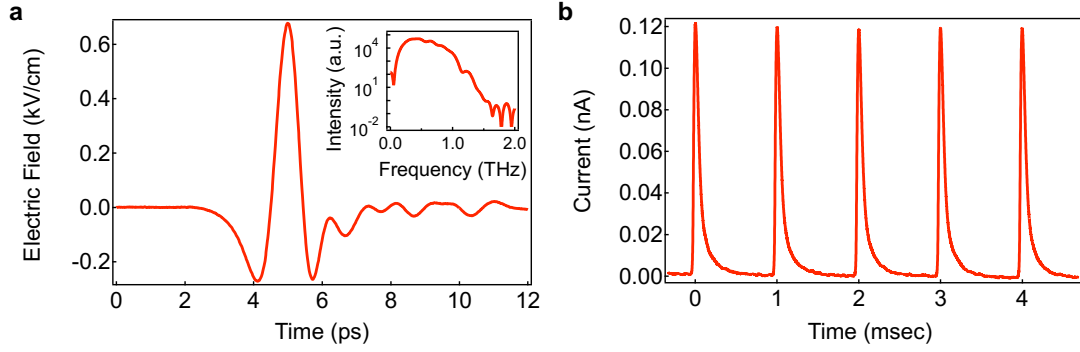 a
Electric Field (kV/cm)
0.6
0.4
0.2
0.0
-0.2
0 2 4 6 8 10 12
Time (ps)
Intensity (a.u.)
10^4
10^1
10^-2
0.0 1.0 2.0
Frequency (THz)
b
Current (nA)
0.12
0.10
0.08
0.06
0.04
0.02
0.00
0 1 2 3 4
Time (msec)